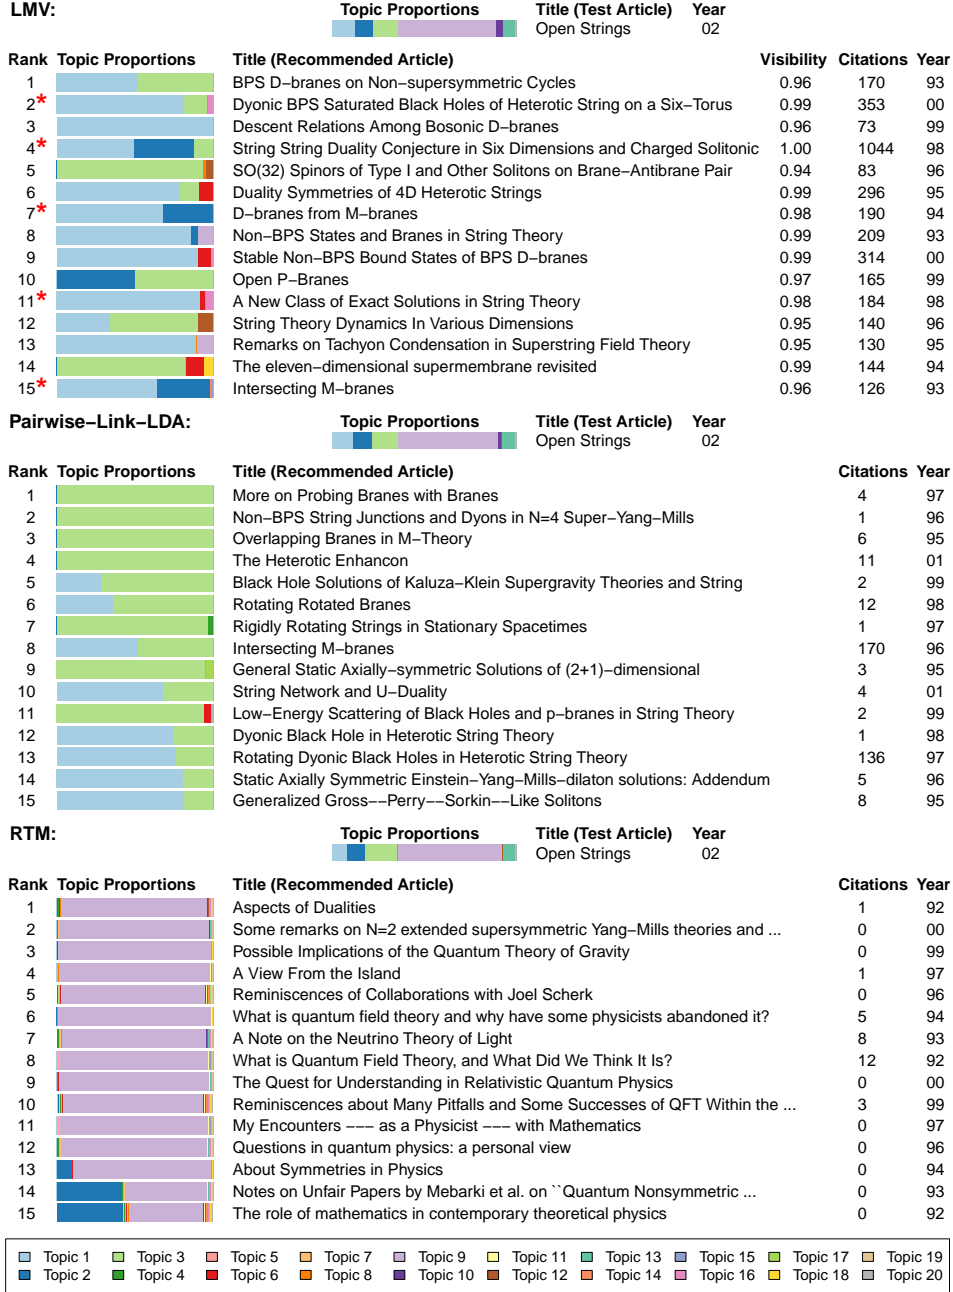 LMV:
Topic Proportions Title (Test Article) Year
Open Strings 02
Rank Topic Proportions Title (Recommended Article) Visibility Citations Year
1 BPS D−branes on Non−supersymmetric Cycles 0.96 170 93
2* Dyonic BPS Saturated Black Holes of Heterotic String on a Six−Torus 0.99 353 00
3 Descent Relations Among Bosonic D−branes 0.96 73 99
4* String String Duality Conjecture in Six Dimensions and Charged Solitonic 1.00 1044 98
5 SO(32) Spinors of Type I and Other Solitons on Brane−Antibrane Pair 0.94 83 96
6 Duality Symmetries of 4D Heterotic Strings 0.99 296 95
7* D−branes from M−branes 0.98 190 94
8 Non−BPS States and Branes in String Theory 0.99 209 93
9 Stable Non−BPS Bound States of BPS D−branes 0.99 314 00
10 Open P−Branes 0.97 165 99
11* A New Class of Exact Solutions in String Theory 0.98 184 98
12 String Theory Dynamics In Various Dimensions 0.95 140 96
13 Remarks on Tachyon Condensation in Superstring Field Theory 0.95 130 95
14 The eleven−dimensional supermembrane revisited 0.99 144 94
15* Intersecting M−branes 0.96 126 93
Pairwise−Link−LDA:
Topic Proportions Title (Test Article) Year
Open Strings 02
Rank Topic Proportions Title (Recommended Article) Citations Year
1 More on Probing Branes with Branes 4 97
2 Non−BPS String Junctions and Dyons in N=4 Super−Yang−Mills 1 96
3 Overlapping Branes in M−Theory 6 95
4 The Heterotic Enhancon 11 01
5 Black Hole Solutions of Kaluza−Klein Supergravity Theories and String 2 99
6 Rotating Rotated Branes 12 98
7 Rigidly Rotating Strings in Stationary Spacetimes 1 97
8 Intersecting M−branes 170 96
9 General Static Axially−symmetric Solutions of (2+1)−dimensional 3 95
10 String Network and U−Duality 4 01
11 Low−Energy Scattering of Black Holes and p−branes in String Theory 2 99
12 Dyonic Black Hole in Heterotic String Theory 1 98
13 Rotating Dyonic Black Holes in Heterotic String Theory 136 97
14 Static Axially Symmetric Einstein−Yang−Mills−dilaton solutions: Addendum 5 96
15 Generalized Gross−−Perry−−Sorkin−−Like Solitons 8 95
RTM:
Topic Proportions Title (Test Article) Year
Open Strings 02
Rank Topic Proportions Title (Recommended Article) Citations Year
1 Aspects of Dualities 1 92
2 Some remarks on N=2 extended supersymmetric Yang−Mills theories and ... 0 00
3 Possible Implications of the Quantum Theory of Gravity 0 99
4 A View From the Island 1 97
5 Reminiscences of Collaborations with Joel Scherk 0 96
6 What is quantum field theory and why have some physicists abandoned it? 5 94
7 A Note on the Neutrino Theory of Light 8 93
8 What is Quantum Field Theory, and What Did We Think It Is? 12 92
9 The Quest for Understanding in Relativistic Quantum Physics 0 00
10 Reminiscences about Many Pitfalls and Some Successes of QFT Within the ... 3 99
11 My Encounters −−− as a Physicist −−− with Mathematics 0 97
12 Questions in quantum physics: a personal view 0 96
13 About Symmetries in Physics 0 94
14 Notes on Unfair Papers by Mebarki et al. on ``Quantum Nonsymmetric ... 0 93
15 The role of mathematics in contemporary theoretical physics 0 92
Topic 1 Topic 3 Topic 5 Topic 7 Topic 9 Topic 11 Topic 13 Topic 15 Topic 17 Topic 19
Topic 2 Topic 4 Topic 6 Topic 8 Topic 10 Topic 12 Topic 14 Topic 16 Topic 18 Topic 20